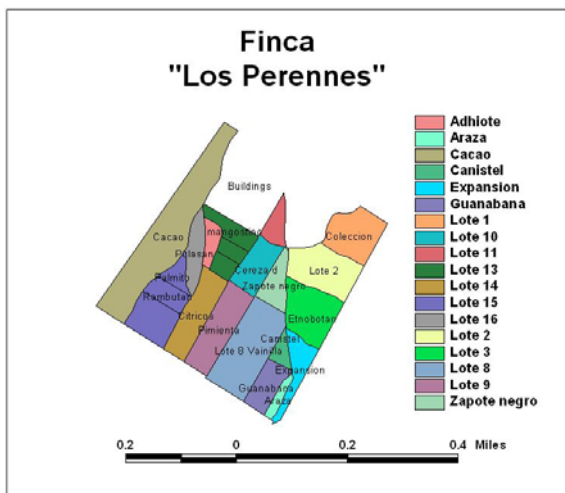 Finca
"Los Perennes"
Buildings
Cacao
mangostino
Pulasan
Palmito
Rambutan
Citricos
Pimienta
Cereza d
Zapote negro
Coleccion
Lote 2
Etnobotan
Canistel
Lote 8 Vainilla
Expansion
Guanabana
Araza
Adhiote
Araza
Cacao
Canistel
Expansion
Guanabana
Lote 1
Lote 10
Lote 11
Lote 13
Lote 14
Lote 15
Lote 16
Lote 2
Lote 3
Lote 8
Lote 9
Zapote negro
0.2 0 0.2 0.4 Miles